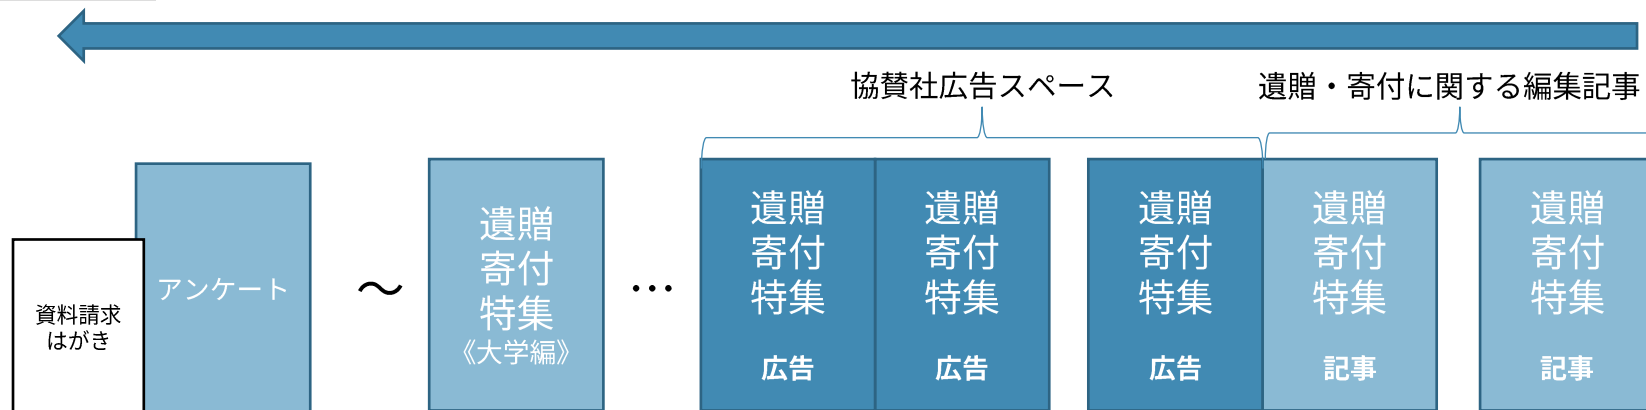 協賛社広告スペース
遺贈・寄付に関する編集記事
資料請求
はがき
アンケート
～
遺贈
寄付
特集
《大学編》
…
遺贈
寄付
特集
広告
遺贈
寄付
特集
広告
遺贈
寄付
特集
広告
遺贈
寄付
特集
記事
遺贈
寄付
特集
記事